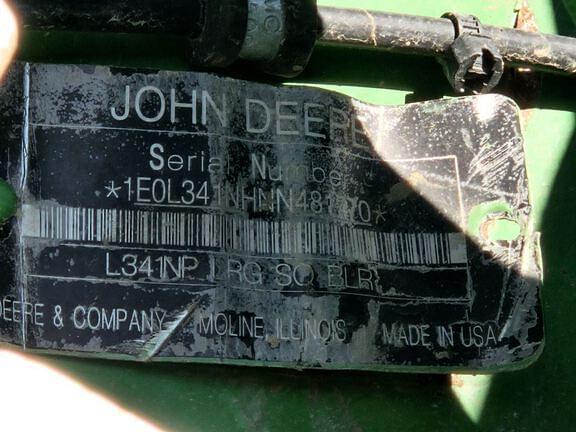 JOHN DEERE
Serial Number
L341NP LRG SQ BLR
DEERE & COMPANY MOLINE, ILLINOIS MADE IN USA